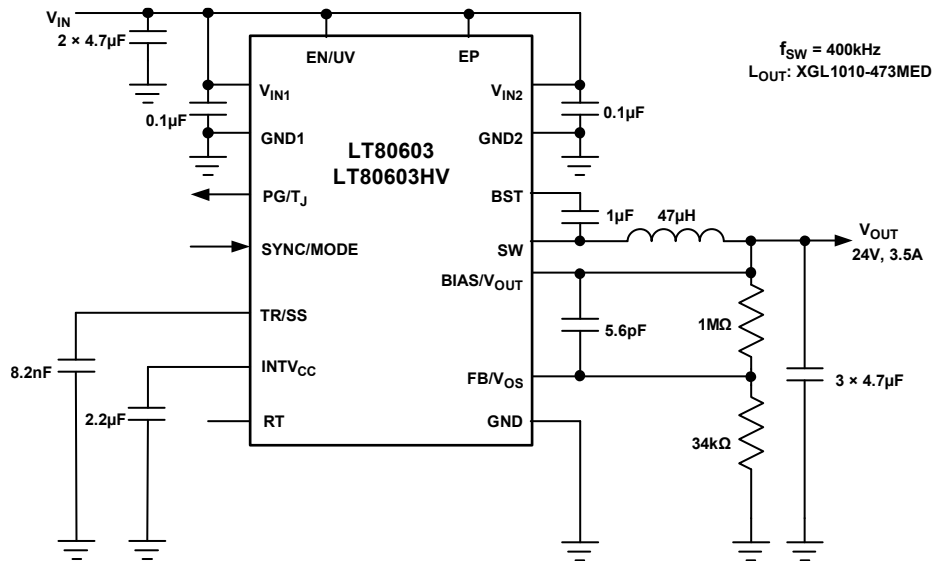 V_IN
2 × 4.7µF
EN/UV
EP
f_SW = 400kHz
L_OUT: XGL1010-473MED
V_IN1
V_IN2
0.1µF
0.1µF
GND1
GND2
LT80603
LT80603HV
PG/T_J
BST
1µF
47µH
SYNC/MODE
SW
V_OUT
24V, 3.5A
BIAS/V_OUT
TR/SS
5.6pF
1MΩ
8.2nF
INTV_CC
FB/V_OS
3 × 4.7µF
2.2µF
RT
GND
34kΩ